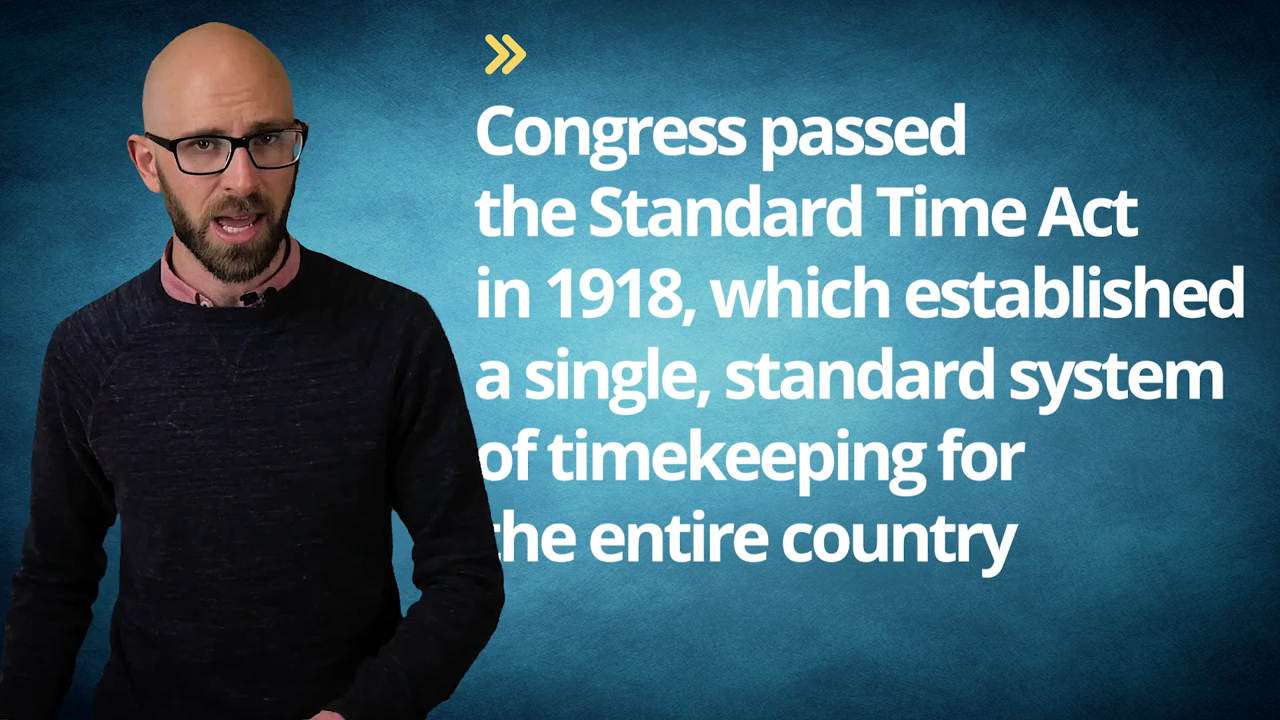 Congress passed
the Standard Time Act
in 1918, which established
a single, standard system
of timekeeping for
the entire country